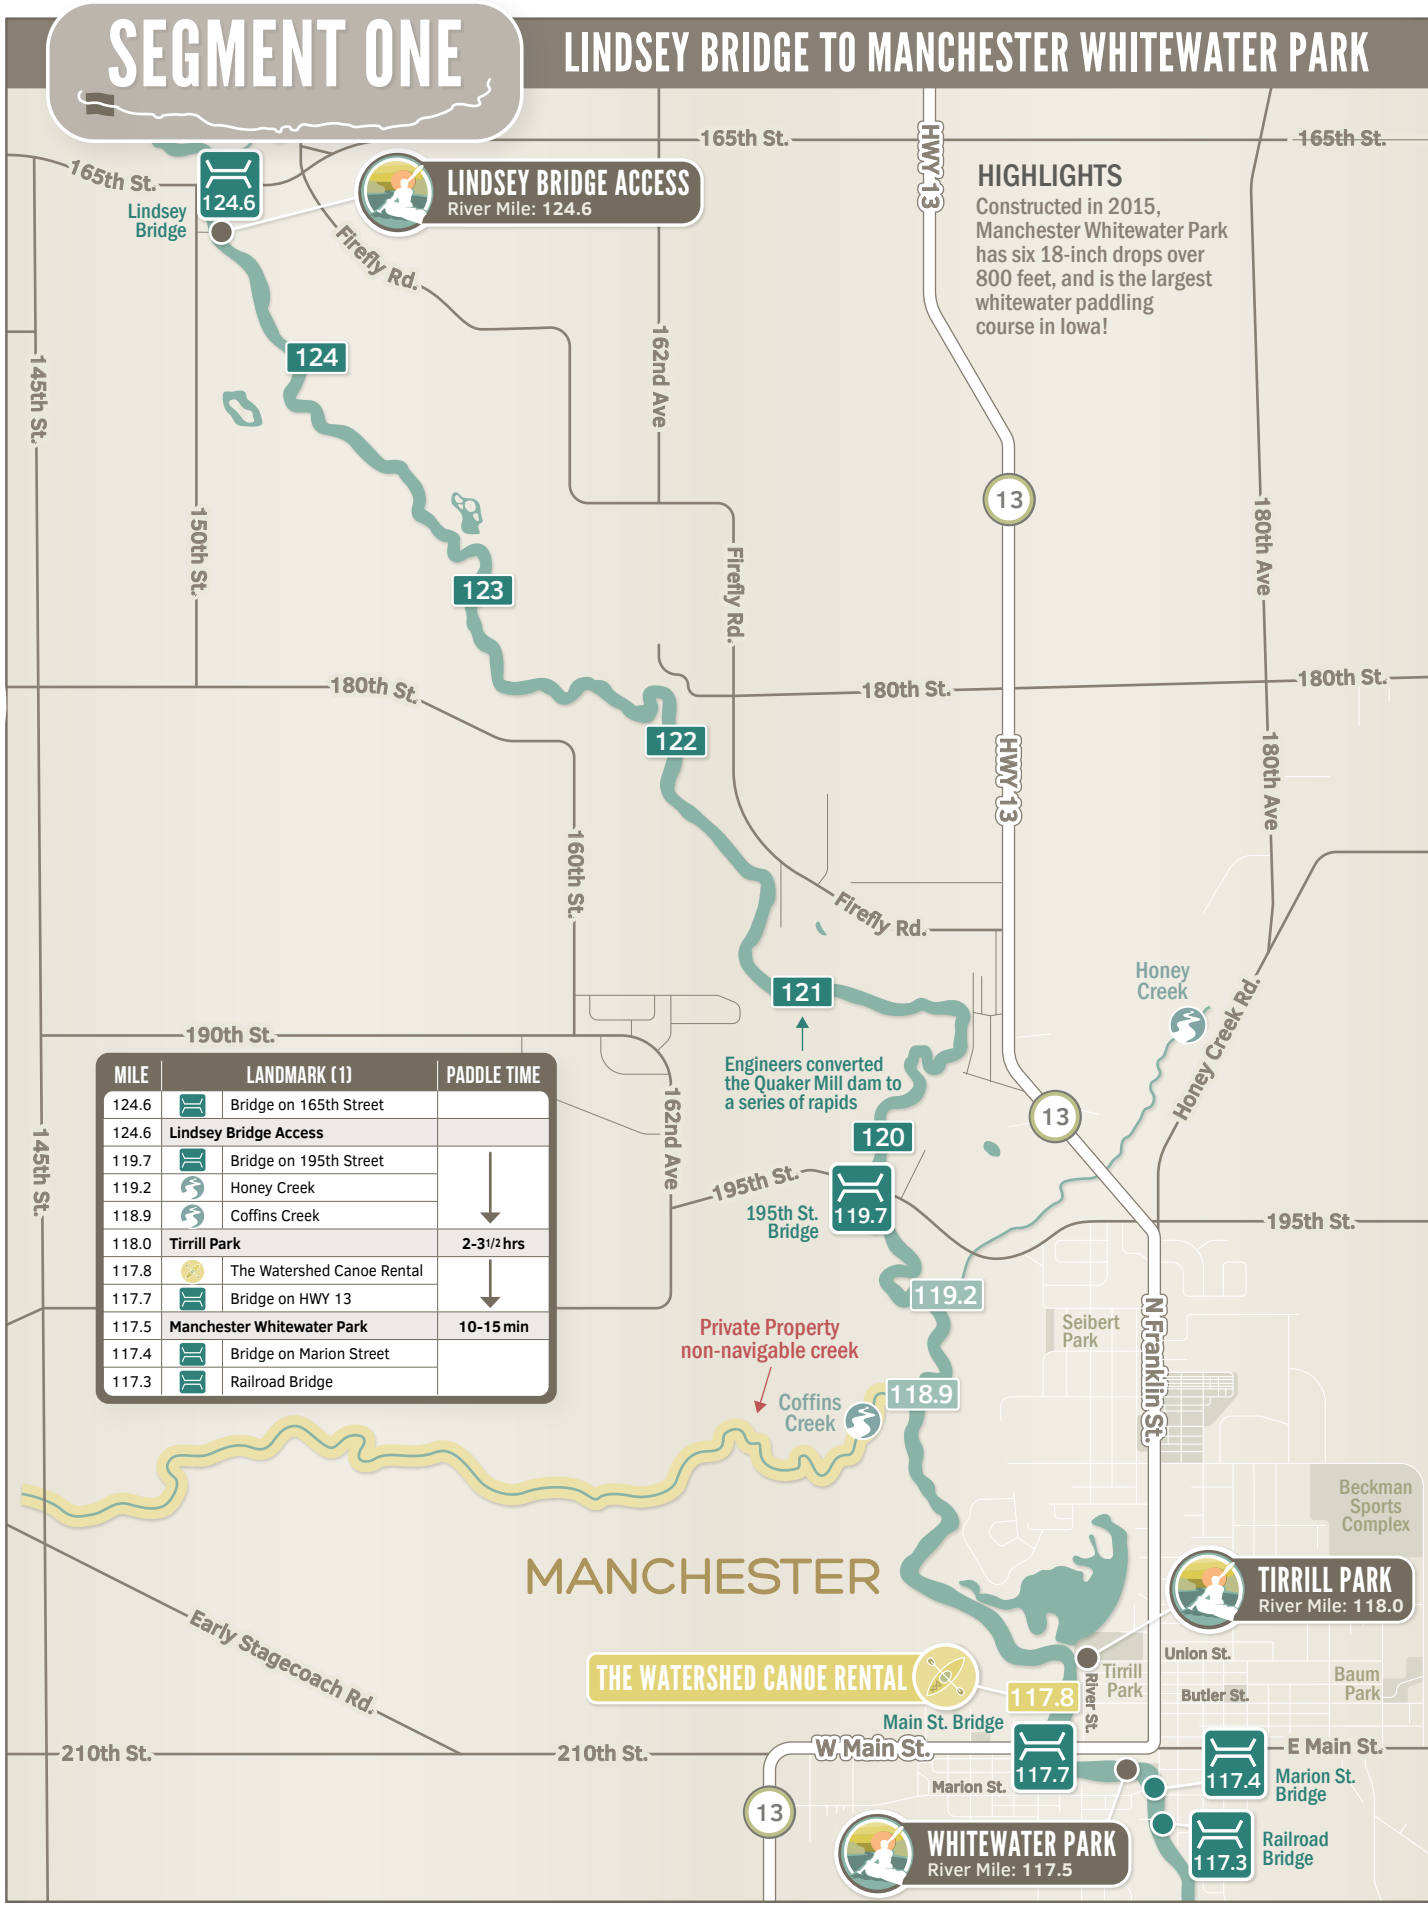 SEGMENT ONE
LINDSEY BRIDGE TO MANCHESTER WHITEWATER PARK
165th St.
165th St.
HWY 13
165th St.
124.6
Lindsey
Bridge
LINDSEY BRIDGE ACCESS
River Mile: 124.6
HIGHLIGHTS
Constructed in 2015,
Manchester Whitewater Park
has six 18-inch drops over
800 feet, and is the largest
whitewater paddling
course in Iowa!
Firefly Rd.
124
145th St.
162nd Ave
13
150th St.
180th Ave
Firefly Rd.
123
180th St.
180th St.
180th St.
122
HWY 13
180th Ave
160th St.
Firefly Rd.
Honey
Creek
121
Honey Creek Rd.
190th St.
Engineers converted
the Quaker Mill dam to
a series of rapids
162nd Ave
13
120
145th St.
MILE LANDMARK (1) PADDLE TIME
124.6 Bridge on 165th Street
124.6 Lindsey Bridge Access
119.7 Bridge on 195th Street
119.2 Honey Creek
118.9 Coffins Creek
118.0 Tirrill Park 2-3 1/2 hrs
117.8 The Watershed Canoe Rental
117.7 Bridge on HWY 13
117.5 Manchester Whitewater Park 10-15 min
117.4 Bridge on Marion Street
117.3 Railroad Bridge
195th St.
195th St.
Bridge
119.7
195th St.
119.2
Seibert
Park
N Franklin St.
Private Property
non-navigable creek
118.9
Coffins
Creek
Beckman
Sports
Complex
MANCHESTER
TIRRILL PARK
River Mile: 118.0
Early Stagecoach Rd.
THE WATERSHED CANOE RENTAL
117.8
River St.
Tirrill
Park
Union St.
Butler St.
Baum
Park
Main St. Bridge
210th St.
210th St.
W Main St.
117.7
E Main St.
117.4
Marion St.
Bridge
Marion St.
13
WHITEWATER PARK
River Mile: 117.5
117.3
Railroad
Bridge